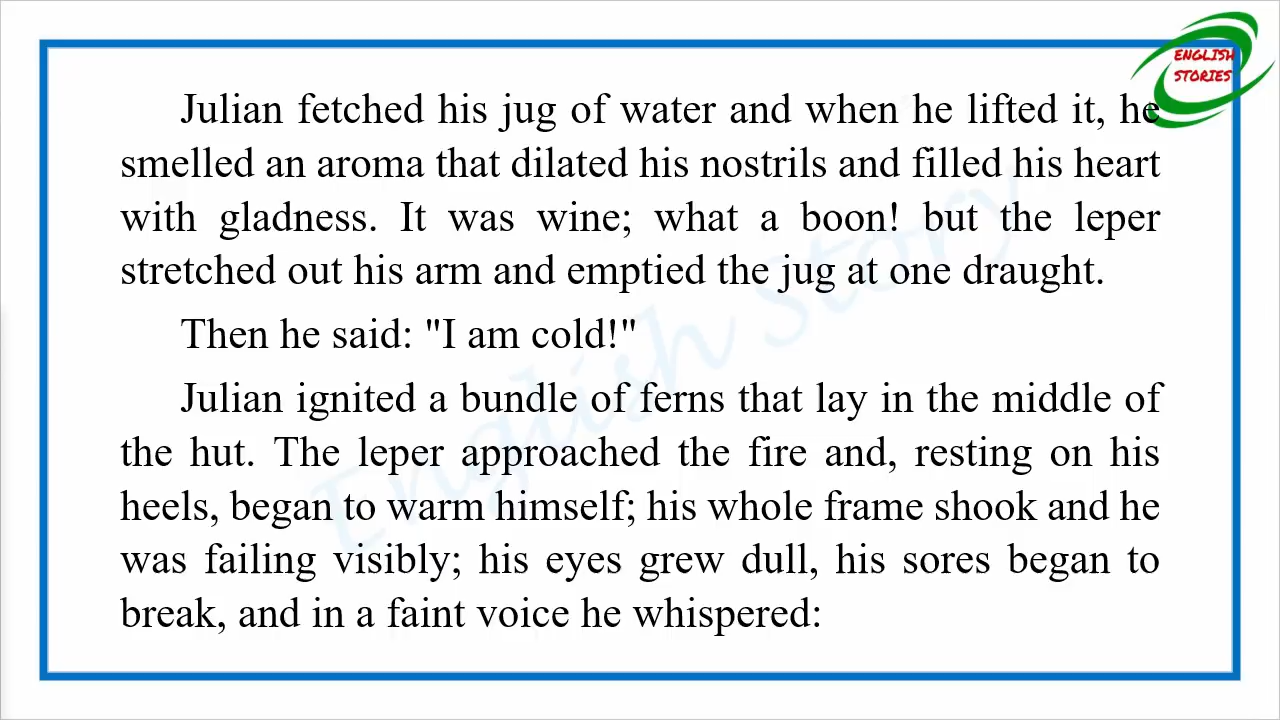 ENGLISH
STORIES
Julian fetched his jug of water and when he lifted it, he
smelled an aroma that dilated his nostrils and filled his heart
with gladness. It was wine; what a boon! but the leper
stretched out his arm and emptied the jug at one draught.
Then he said: "I am cold!"
Julian ignited a bundle of ferns that lay in the middle of
the hut. The leper approached the fire and, resting on his
heels, began to warm himself; his whole frame shook and he
was failing visibly; his eyes grew dull, his sores began to
break, and in a faint voice he whispered:
English Story